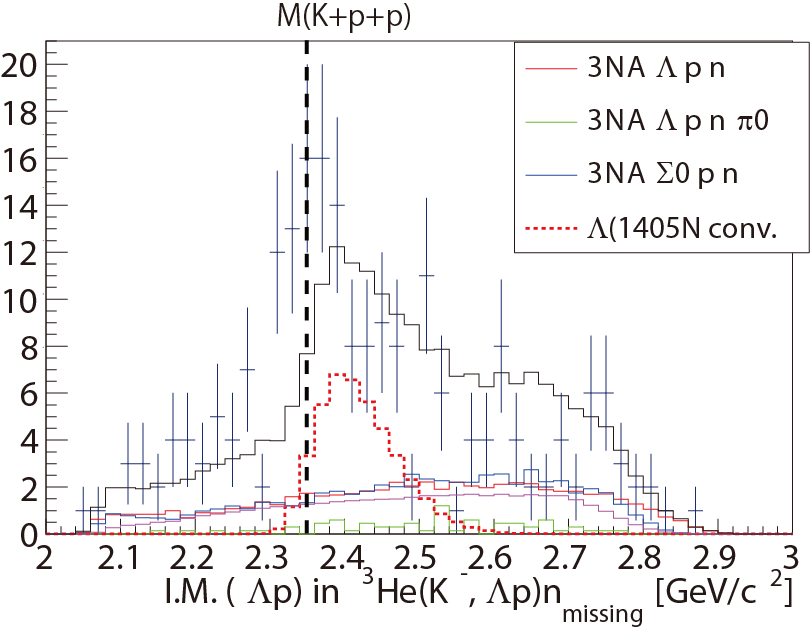 M(K+p+p)
20
18
16
14
12
10
8
6
4
2
0
3NA Λ p n
3NA Λ p n π0
3NA Σ0 p n
Λ(1405N conv.
2 2.1 2.2 2.3 2.4 2.5 2.6 2.7 2.8 2.9 3
I.M. ( Λp) in ³He(K⁻, Λp)n_missing [GeV/c²]